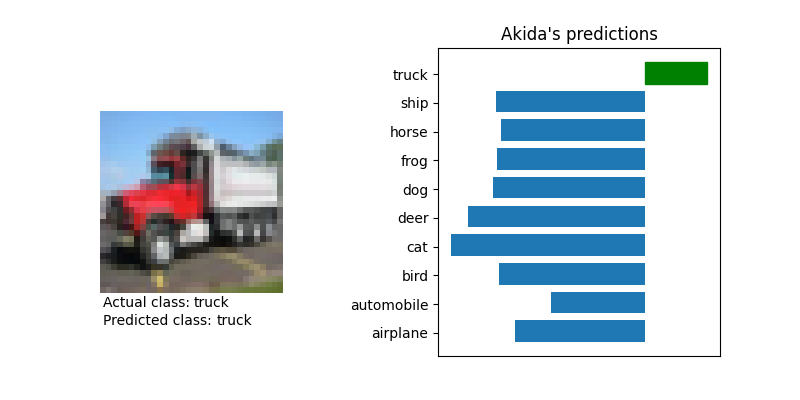 Akida's predictions
truck
ship
horse
frog
dog
deer
cat
bird
automobile
airplane
Actual class: truck
Predicted class: truck